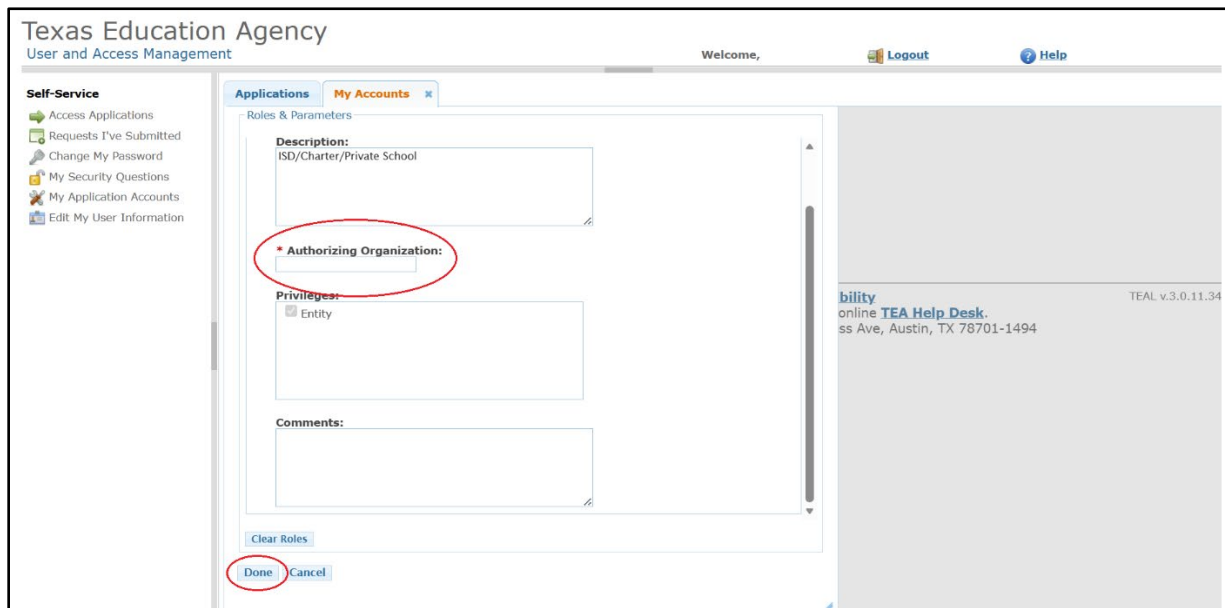 Texas Education Agency
User and Access Management
Welcome,
Logout
Help
Self-Service
Access Applications
Requests I've Submitted
Change My Password
My Security Questions
My Application Accounts
Edit My User Information
Applications
My Accounts
Roles & Parameters
Description:
ISD/Charter/Private School
* Authorizing Organization:
Privileges:
Entity
Comments:
Clear Roles
Done
Cancel
bility
online TEA Help Desk.
ss Ave, Austin, TX 78701-1494
TEAL v.3.0.11.34